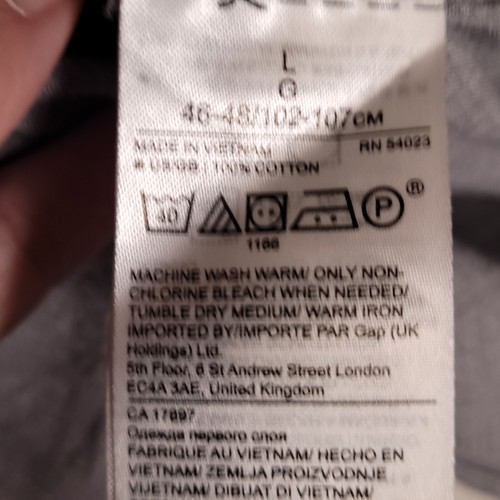 L
G
46-48/102-107CM
MADE IN VIETNAM
RN 54023
100% COTTON
40
P
®
1166
MACHINE WASH WARM/ ONLY NON-
CHLORINE BLEACH WHEN NEEDED/
TUMBLE DRY MEDIUM/ WARM IRON
IMPORTED BY/IMPORTE PAR Gap (UK
Holdings) Ltd.
5th Floor, 6 St Andrew Street London
EC4A 3AE, United Kingdom
CA 17897
Одежда первого слоя
FABRIQUE AU VIETNAM/ HECHO EN
VIETNAM/ ZEMLJA PROIZVODNJE
VIJETNAM/ DIBUAT DI VIETNAM/